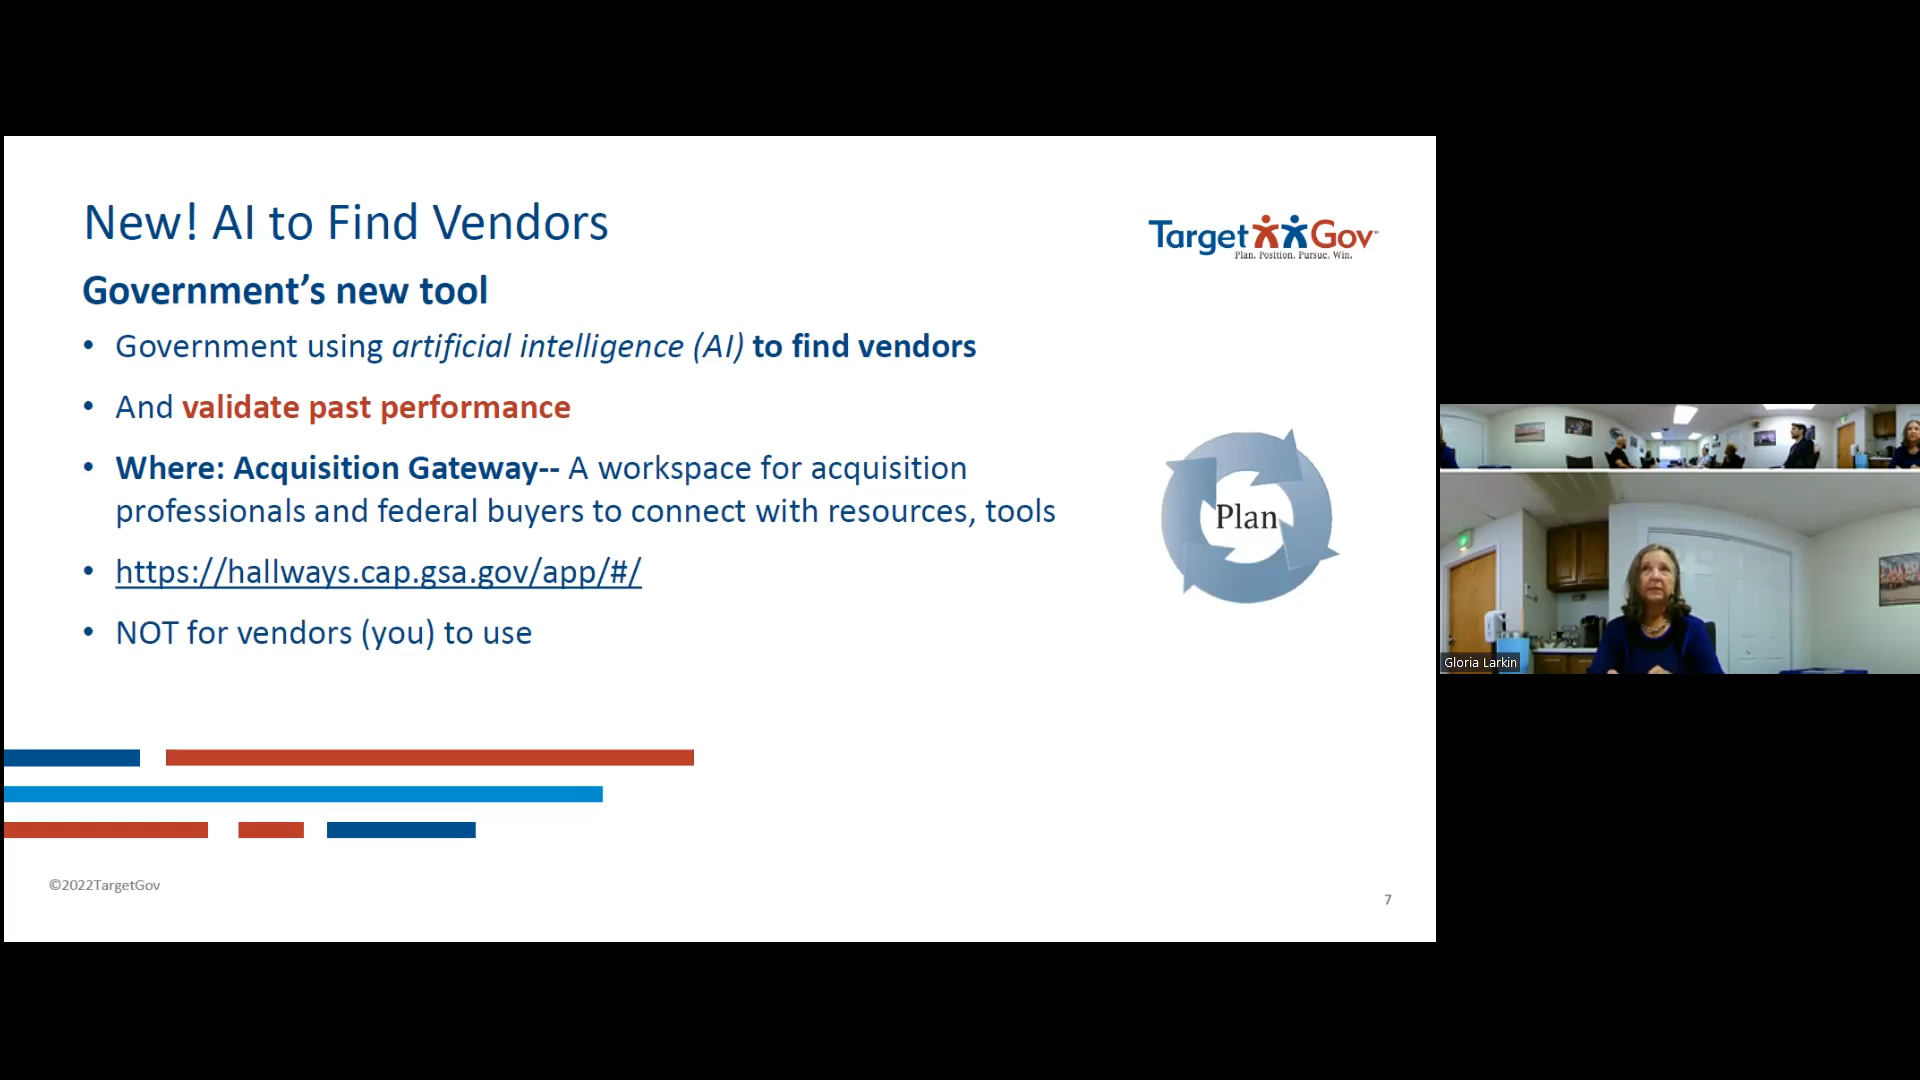 New! AI to Find Vendors
Target Gov
Plan. Position. Pursue. Win.
Government's new tool
• Government using artificial intelligence (AI) to find vendors
• And validate past performance
• Where: Acquisition Gateway-- A workspace for acquisition
professionals and federal buyers to connect with resources, tools
• https://hallways.cap.gsa.gov/app/#/
• NOT for vendors (you) to use
Plan
©2022TargetGov
7
Gloria Larkin